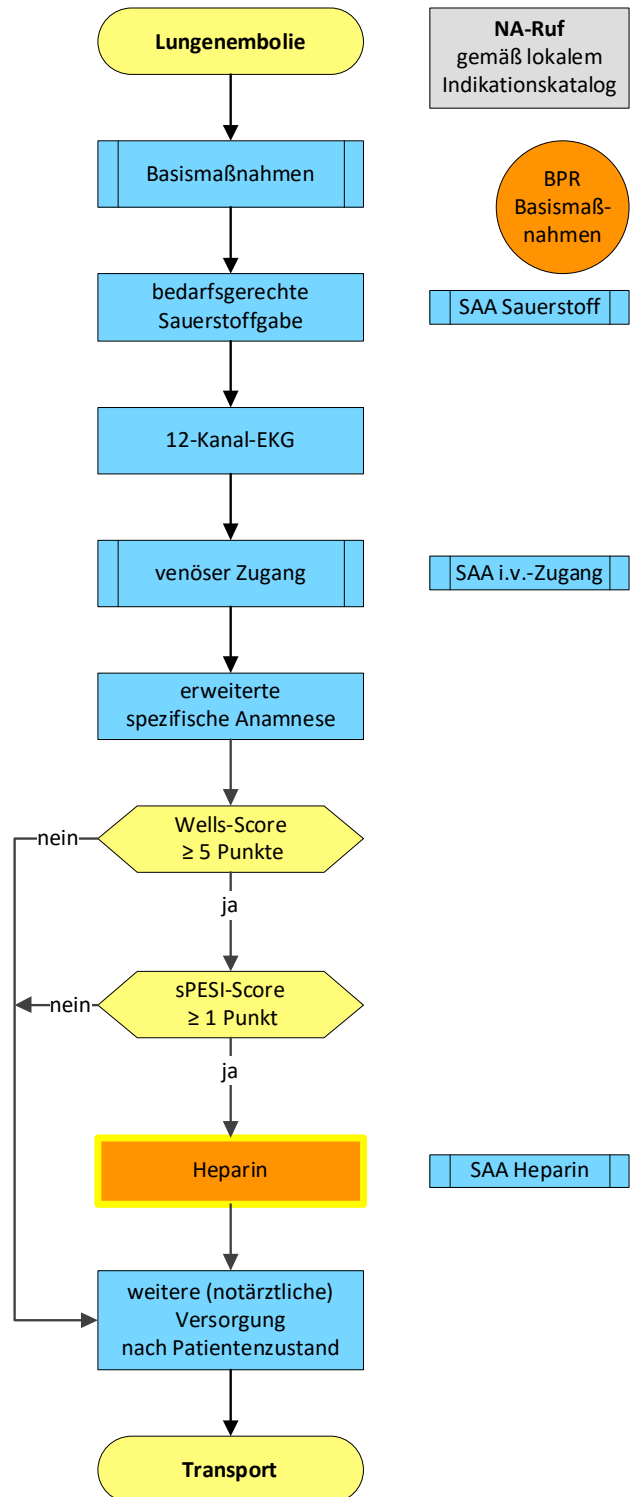 Lungenembolie
NA-Ruf
gemäß lokalem
Indikationskatalog
Basismaßnahmen
BPR
Basismaß-
nahmen
bedarfsgerechte
Sauerstoffgabe
SAA Sauerstoff
12-Kanal-EKG
venöser Zugang
SAA i.v.-Zugang
erweiterte
spezifische Anamnese
Wells-Score
≥ 5 Punkte
nein
ja
sPESI-Score
≥ 1 Punkt
nein
ja
Heparin
SAA Heparin
weitere (notärztliche)
Versorgung
nach Patientenzustand
Transport